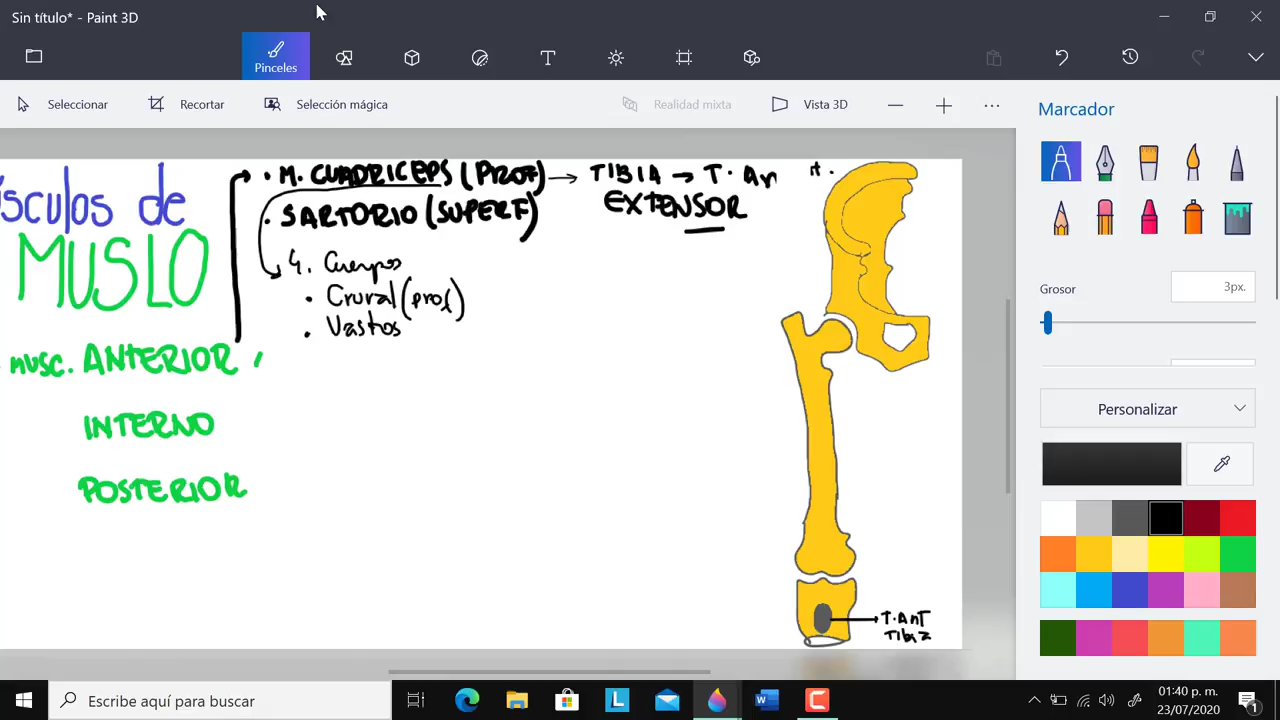 Sin título* - Paint 3D
Pinceles
Seleccionar
Recortar
Selección mágica
Realidad mixta
Vista 3D
Marcador
Grosor
3px.
Personalizar
sculos de
MUSLO
musc. ANTERIOR
INTERNO
POSTERIOR
· M. CUADRICEPS (PROF) → TIBIA → T. An
EXTENSOR
· SARTORIO (SUPERF)
4. Cuerpos
· Crural (prof)
· Vastos
T. AnT
Escribe aquí para buscar
01:40 p. m.
23/07/2020